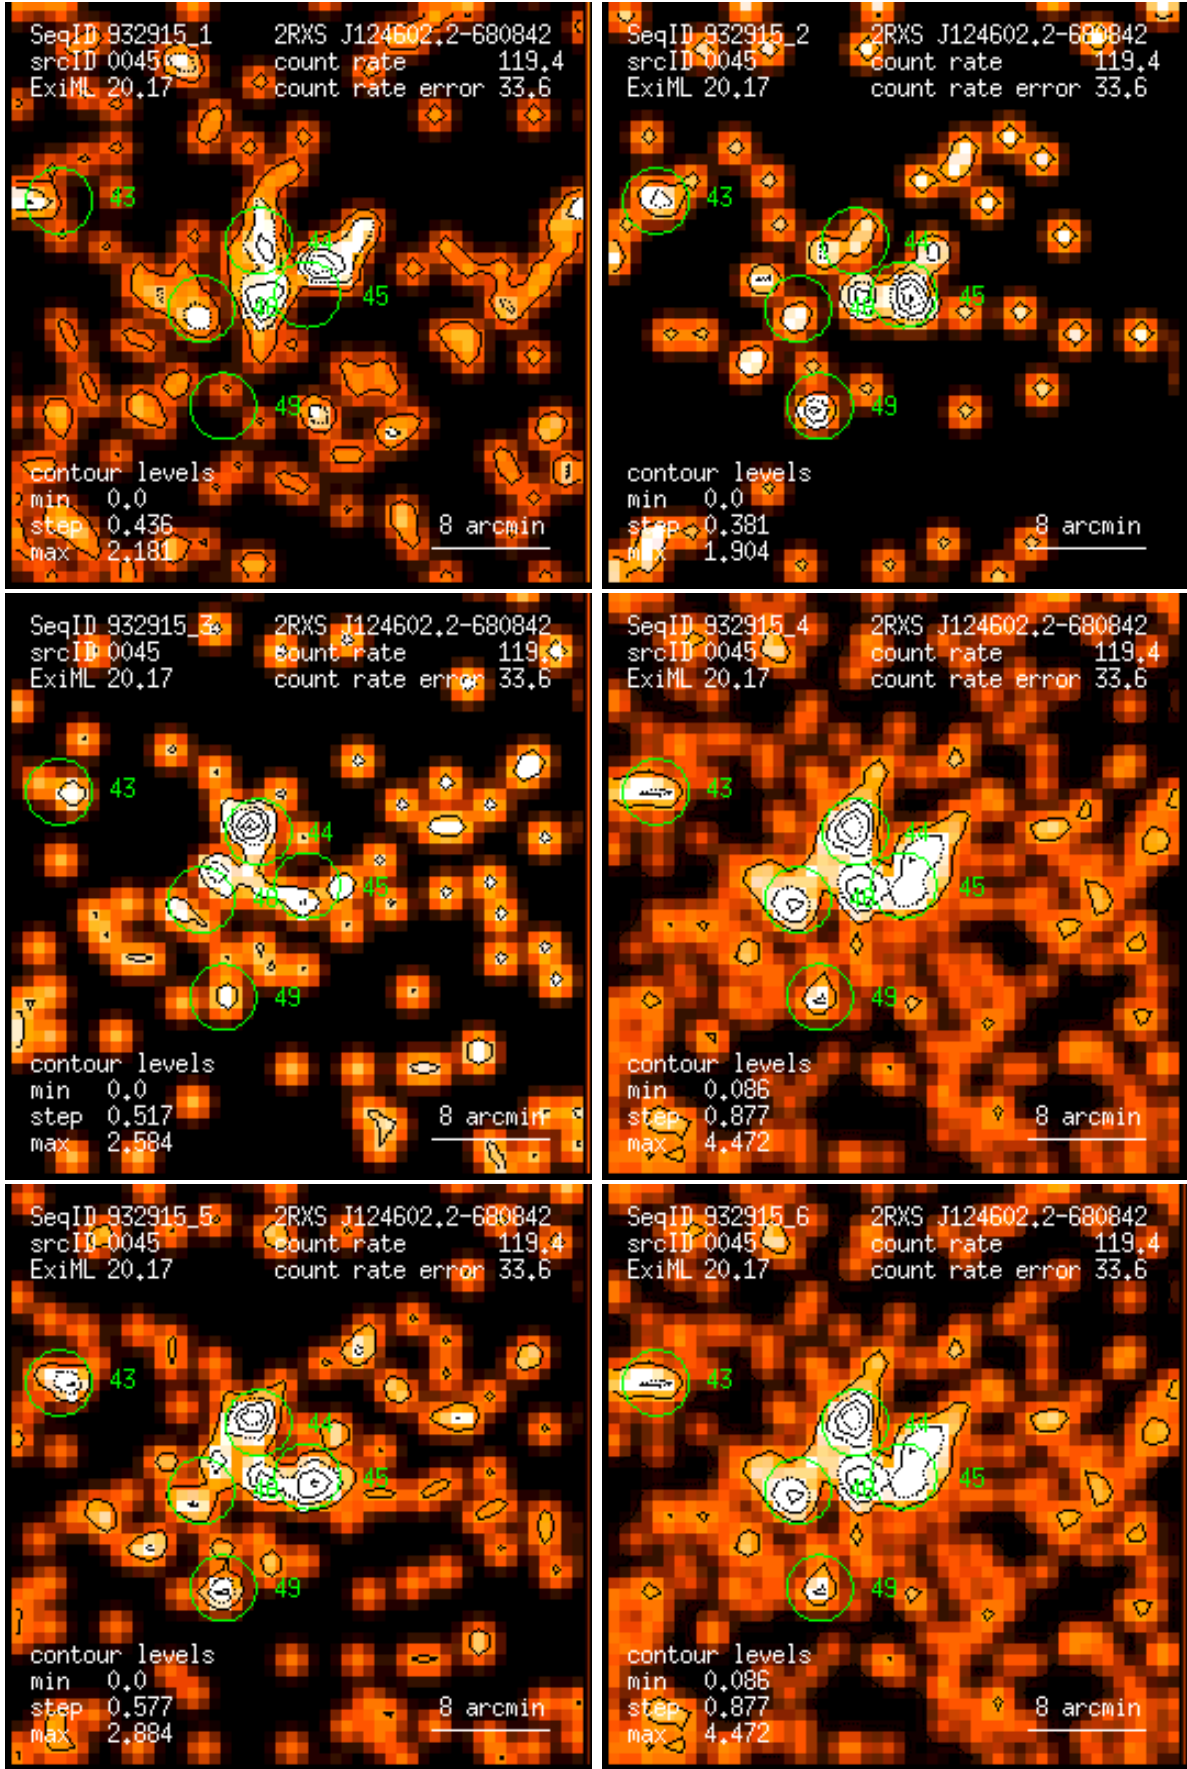 SeqID 932915_1 2RXS J124602.2-680842
srcID 0045 count rate 119.4
ExiML 20.17 count rate error 33.6
43
44
45
48
49
contour levels
min 0.0
step 0.436 8 arcmin
max 2.181
SeqID 932915_2 2RXS J124602.2-680842
srcID 0045 count rate 119.4
ExiML 20.17 count rate error 33.6
43
44
45
48
49
contour levels
min 0.0
step 0.381 8 arcmin
max 1.904
SeqID 932915_3 2RXS J124602.2-680842
srcID 0045 count rate 119.4
ExiML 20.17 count rate error 33.6
43
44
45
48
49
contour levels
min 0.0
step 0.517 8 arcmin
max 2.584
SeqID 932915_4 2RXS J124602.2-680842
srcID 0045 count rate 119.4
ExiML 20.17 count rate error 33.6
43
44
45
48
49
contour levels
min 0.086
step 0.877 8 arcmin
max 4.472
SeqID 932915_5 2RXS J124602.2-680842
srcID 0045 count rate 119.4
ExiML 20.17 count rate error 33.6
43
44
45
48
49
contour levels
min 0.0
step 0.577 8 arcmin
max 2.884
SeqID 932915_6 2RXS J124602.2-680842
srcID 0045 count rate 119.4
ExiML 20.17 count rate error 33.6
43
44
45
48
49
contour levels
min 0.086
step 0.877 8 arcmin
max 4.472